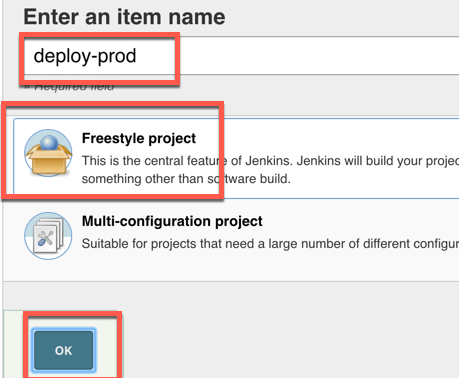 Enter an item name
deploy-prod
» Required field
Freestyle project
This is the central feature of Jenkins. Jenkins will build your projec
something other than software build.
Multi-configuration project
Suitable for projects that need a large number of different configur
OK